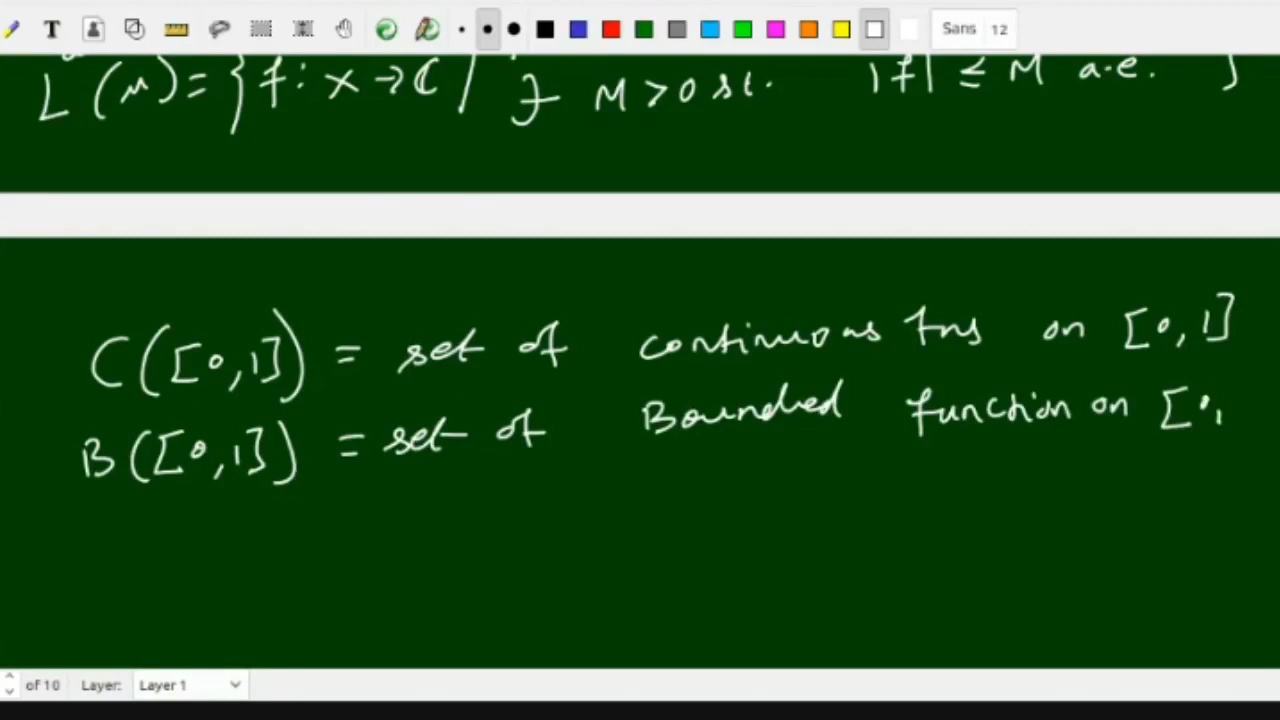 T Sans 12
L (μ) = { f : X → ℂ / ∃ M > 0 st. |f| ≤ M a.e. }
C([0,1]) = set of continuous fns on [0,1]
B([0,1]) = set of Bounded function on [0,
of 10 Layer: Layer 1